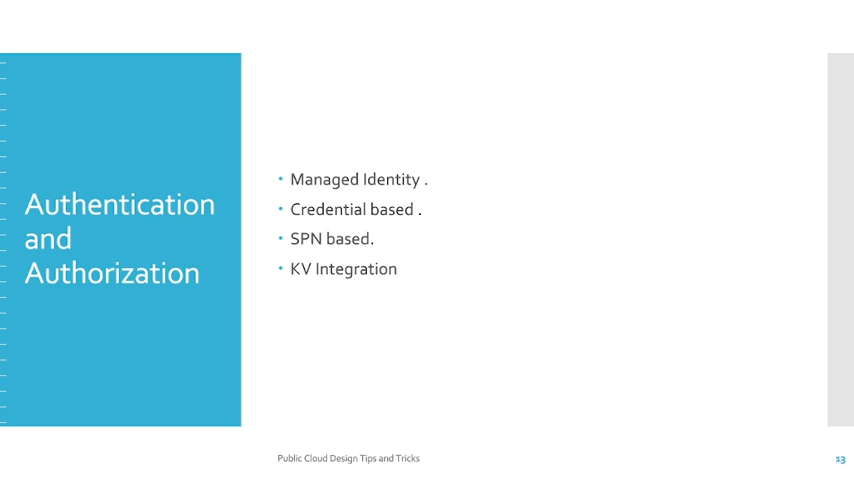 Authentication
and
Authorization
• Managed Identity .
• Credential based .
• SPN based.
• KV Integration
Public Cloud Design Tips and Tricks
13